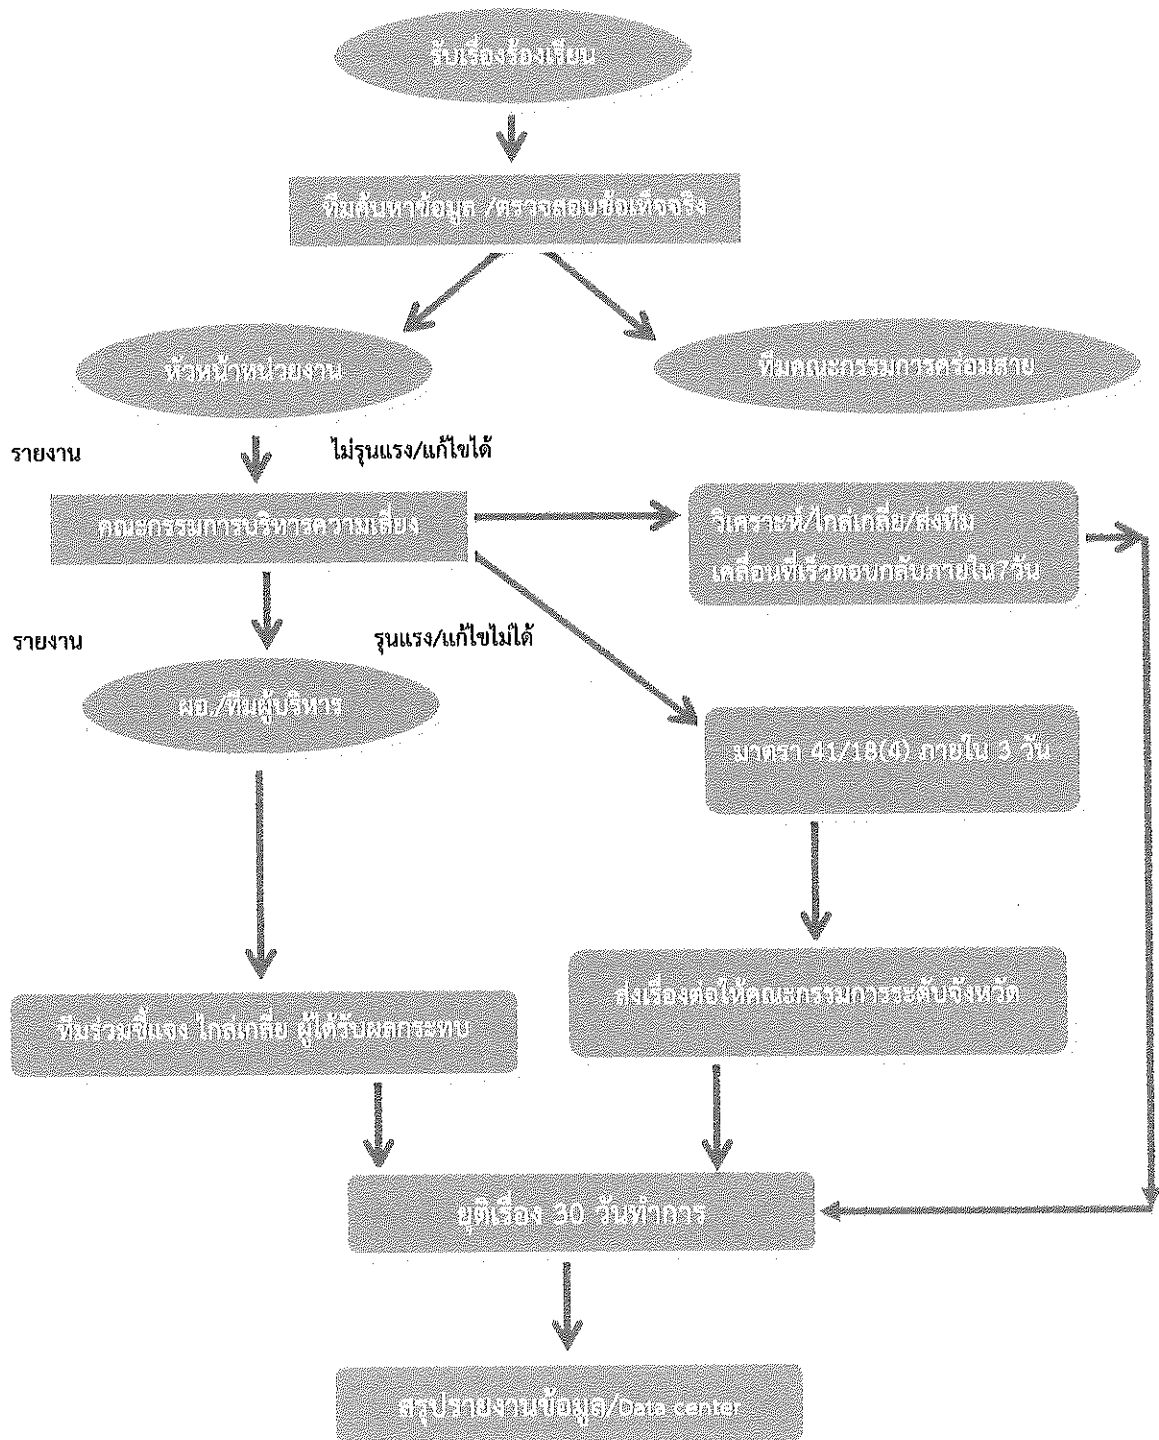 รับเรื่องร้องเรียน
ทีมค้นหาข้อมูล /ตรวจสอบข้อเท็จจริง
หัวหน้าหน่วยงาน
ทีมคณะกรรมการคร่อมสาย
รายงาน
ไม่รุนแรง/แก้ไขได้
คณะกรรมการบริหารความเสี่ยง
วิเคราะห์/ไกล่เกลี่ย/ส่งทีม
เคลื่อนที่เร็วตอบกลับภายใน7วัน
รายงาน
รุนแรง/แก้ไขไม่ได้
ผอ./ทีมผู้บริหาร
มาตรา 41/18(4) ภายใน 3 วัน
ส่งเรื่องต่อให้คณะกรรมการระดับจังหวัด
ทีมร่วมชี้แจง ไกล่เกลี่ย ผู้ได้รับผลกระทบ
ยุติเรื่อง 30 วันทำการ
สรุปรายงานข้อมูล/Data center